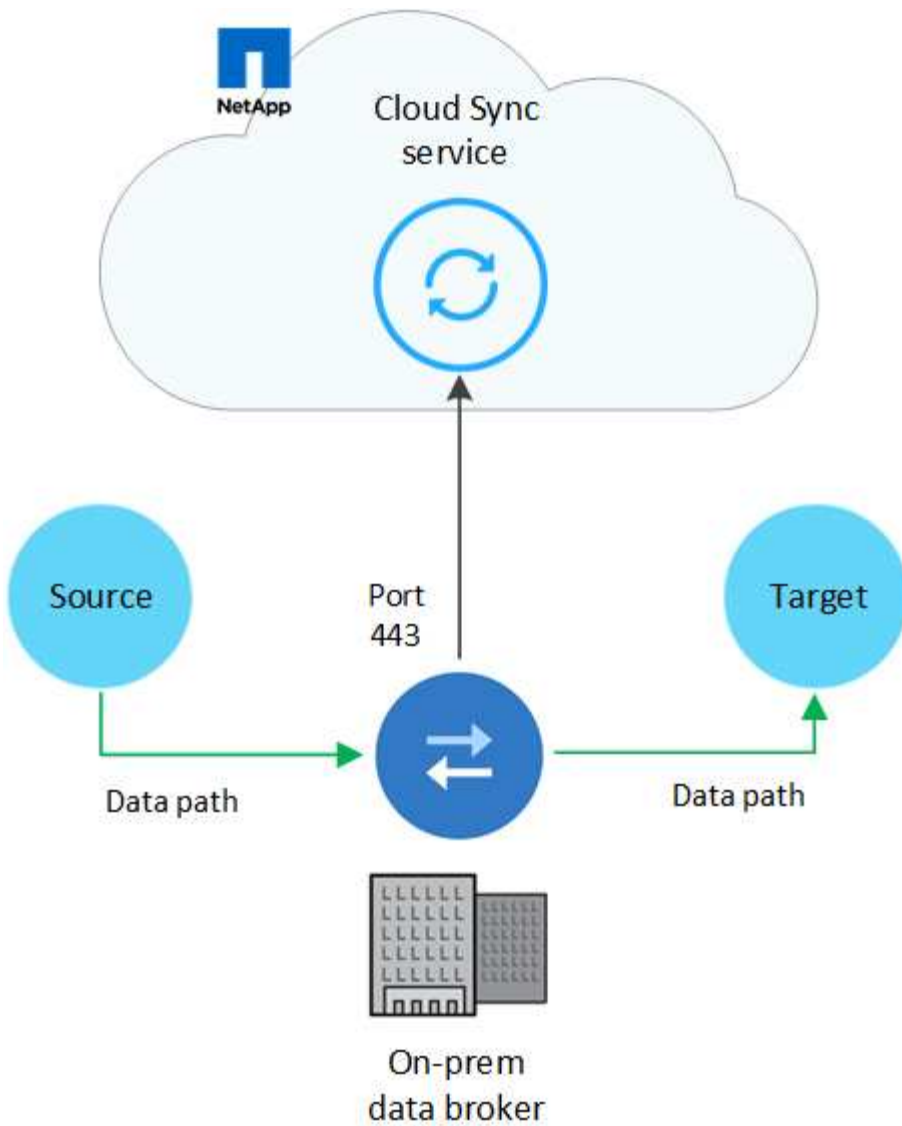 NetApp
Cloud Sync
service
Source
Port
443
Target
Data path
Data path
On-prem
data broker